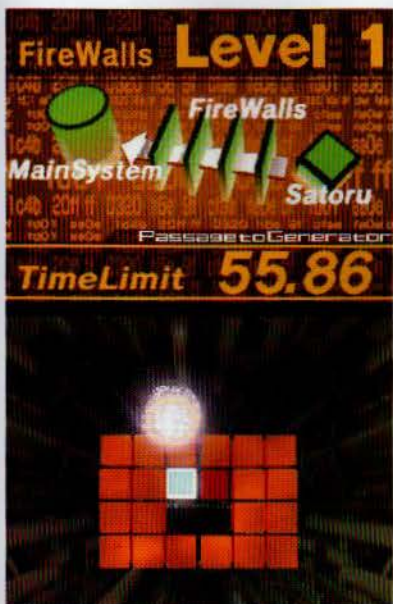 FireWalls Level 1
FireWalls
MainSystem
Satoru
PassagetoGenerator
TimeLimit 55.86